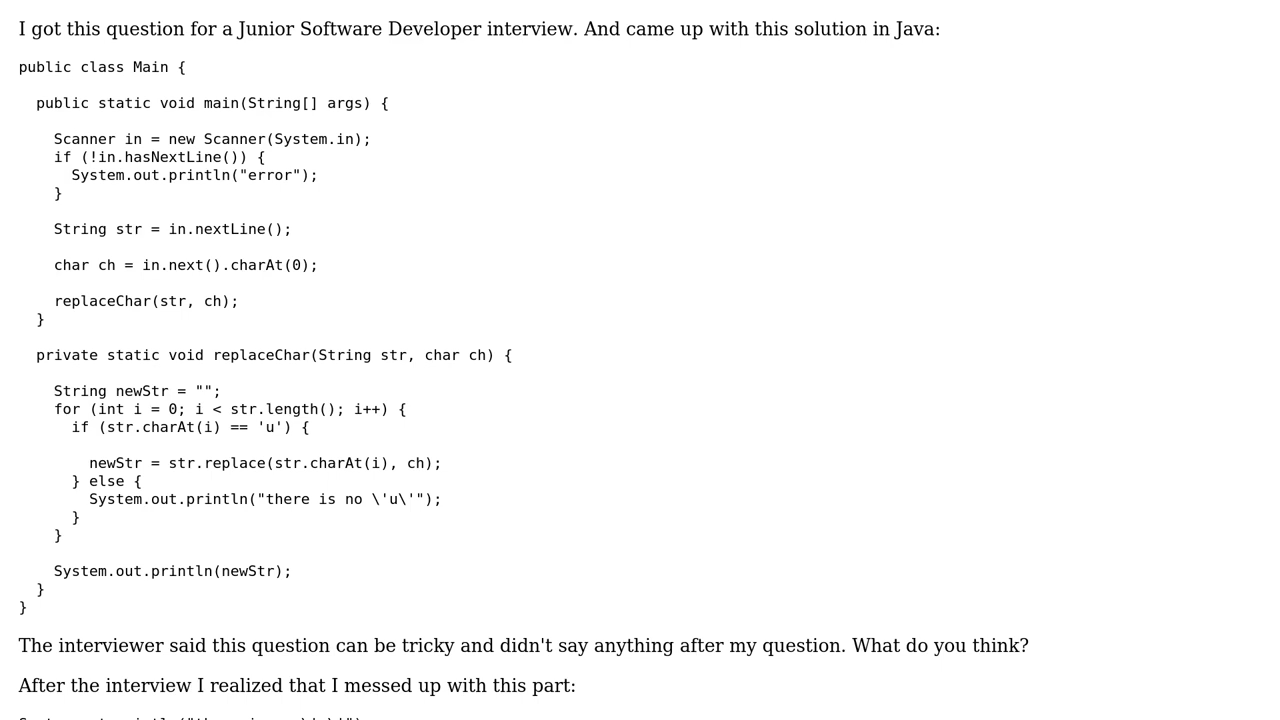 I got this question for a Junior Software Developer interview. And came up with this solution in Java:
public class Main {
  public static void main(String[] args) {
    Scanner in = new Scanner(System.in);
    if (!in.hasNextLine()) {
      System.out.println("error");
    }
    String str = in.nextLine();
    char ch = in.next().charAt(0);
    replaceChar(str, ch);
  }
  private static void replaceChar(String str, char ch) {
    String newStr = "";
    for (int i = 0; i < str.length(); i++) {
      if (str.charAt(i) == 'u') {
        newStr = str.replace(str.charAt(i), ch);
      } else {
        System.out.println("there is no \'u\'");
      }
    }
    System.out.println(newStr);
  }
}
The interviewer said this question can be tricky and didn't say anything after my question. What do you think?
After the interview I realized that I messed up with this part: